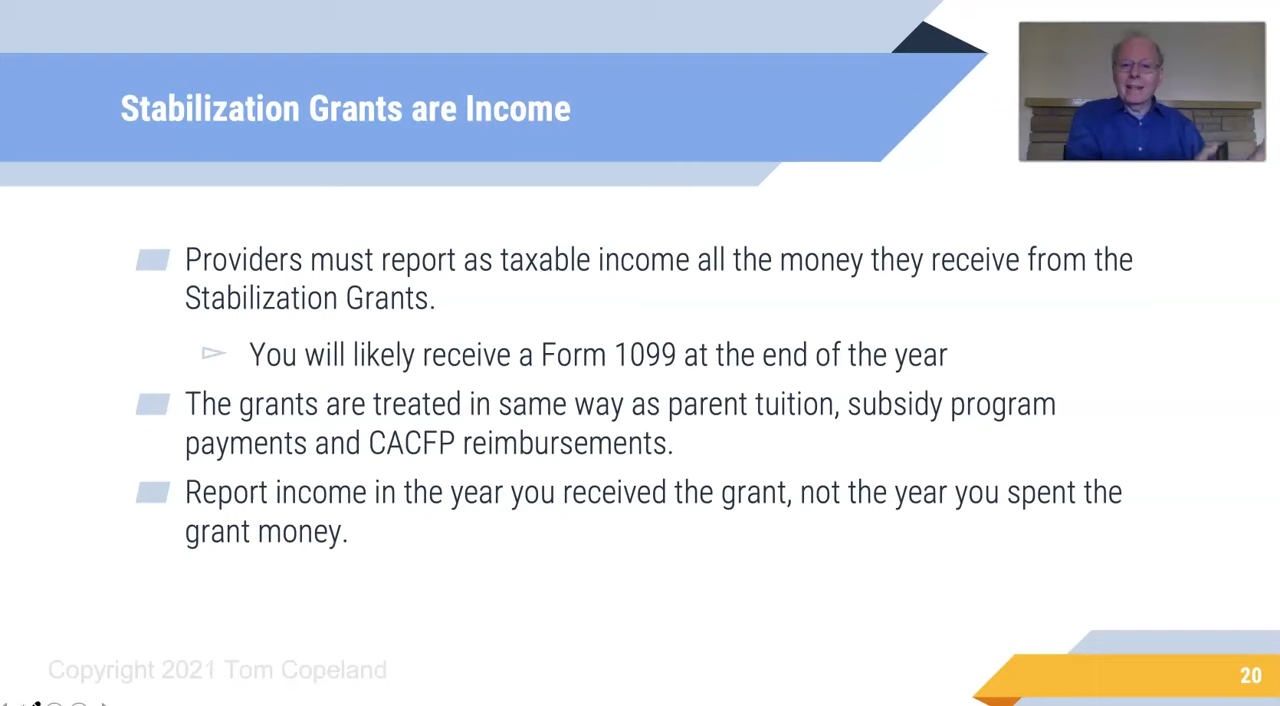 Stabilization Grants are Income
Providers must report as taxable income all the money they receive from the
Stabilization Grants.
You will likely receive a Form 1099 at the end of the year
The grants are treated in same way as parent tuition, subsidy program
payments and CACFP reimbursements.
Report income in the year you received the grant, not the year you spent the
grant money.
Copyright 2021 Tom Copeland
20